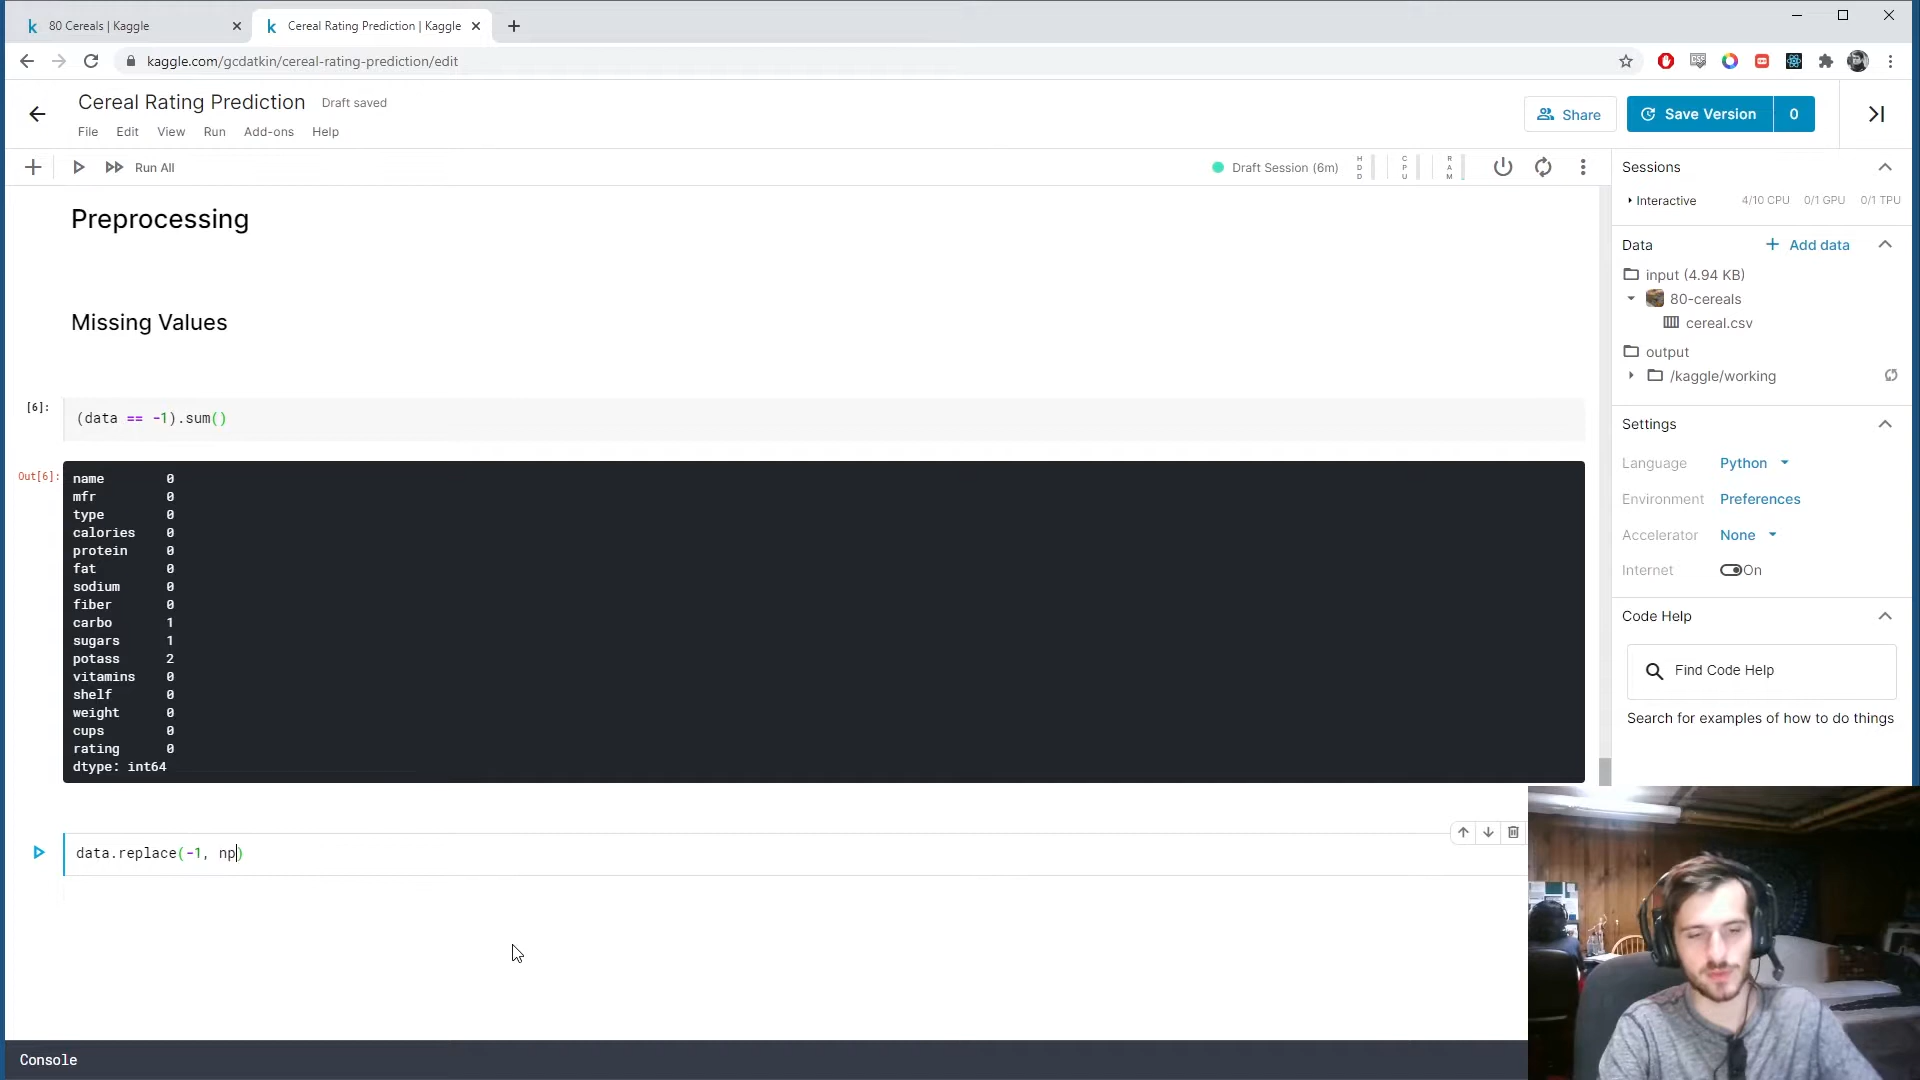 80 Cereals | Kaggle
Cereal Rating Prediction | Kaggle
kaggle.com/gcdatkin/cereal-rating-prediction/edit
Cereal Rating Prediction
Draft saved
File Edit View Run Add-ons Help
Share
Save Version 0
Run All
Draft Session (6m)
HDD
CPU
RAM
Preprocessing
Missing Values
[6]:
(data == -1).sum()
Out[6]:
name 0
mfr 0
type 0
calories 0
protein 0
fat 0
sodium 0
fiber 0
carbo 1
sugars 1
potass 2
vitamins 0
shelf 0
weight 0
cups 0
rating 0
dtype: int64
data.replace(-1, np)
Console
Sessions
Interactive 4/10 CPU 0/1 GPU 0/1 TPU
Data
+ Add data
input (4.94 KB)
80-cereals
cereal.csv
output
/kaggle/working
Settings
Language Python
Environment Preferences
Accelerator None
Internet On
Code Help
Find Code Help
Search for examples of how to do things